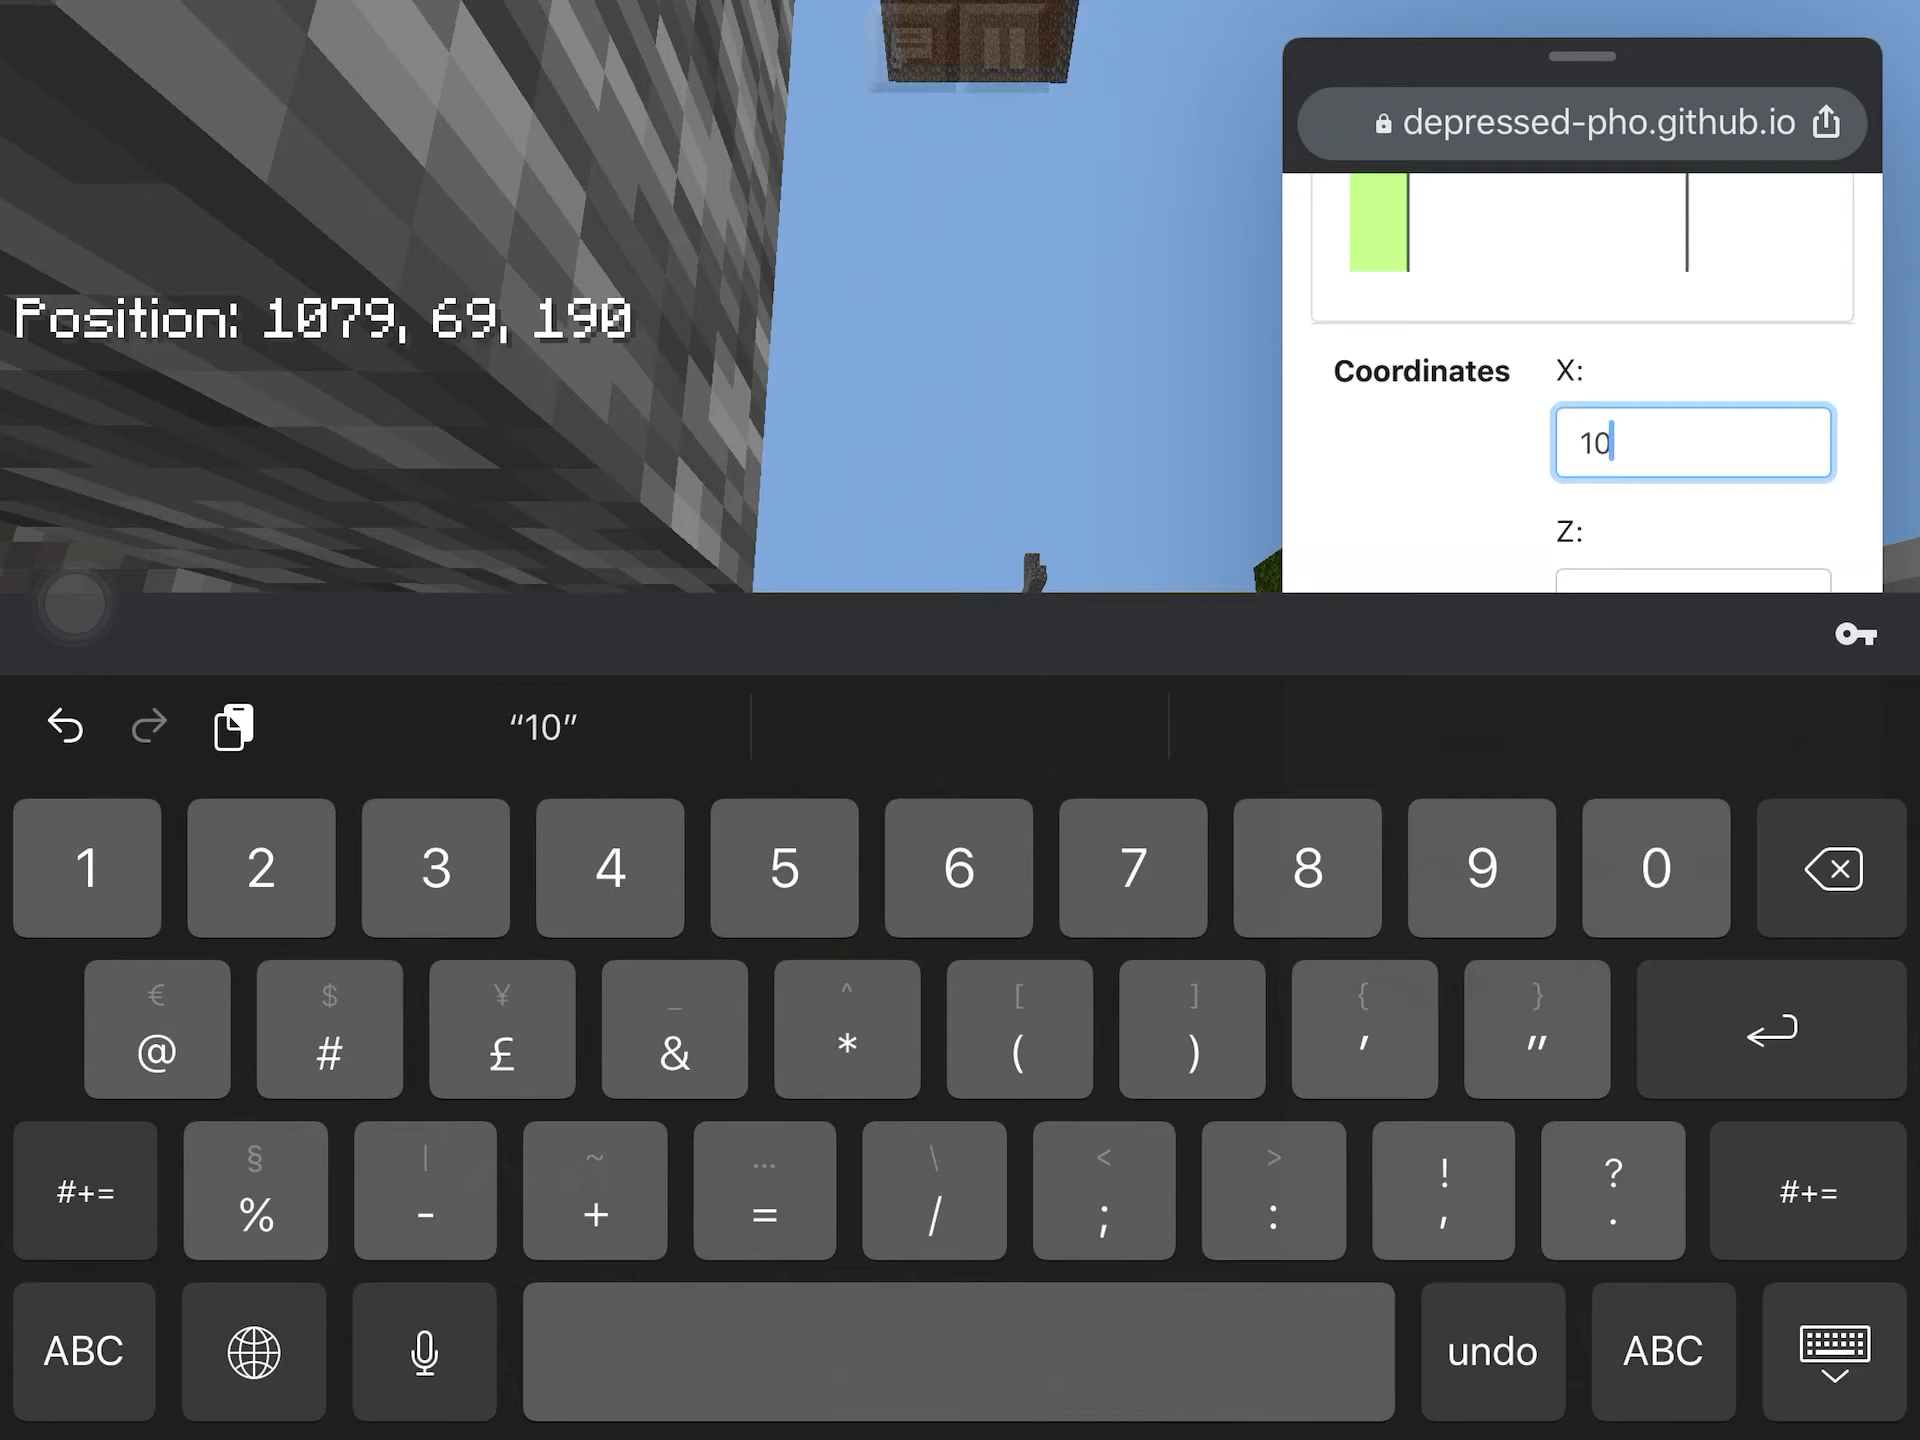 depressed-pho.github.io
Position: 1079, 69, 190
Coordinates X:
10
Z:
“10”
1 2 3 4 5 6 7 8 9 0
€ $ ¥ _ ^ [ ] { }
@ # £ & * ( ) ' "
§ | ~ … \ < > ! ?
#+= % - + = / ; : , . #+=
ABC undo ABC